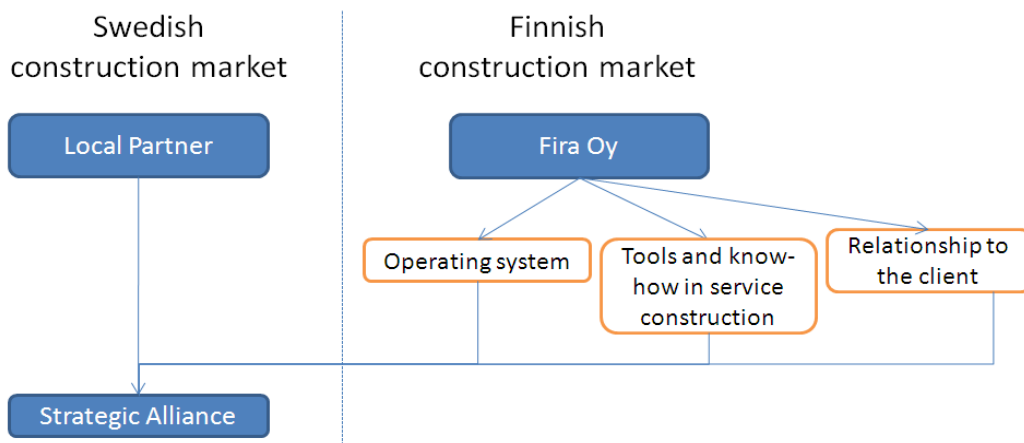 Swedish
construction market
Finnish
construction market
Local Partner
Fira Oy
Operating system
Tools and know-
how in service
construction
Relationship to
the client
Strategic Alliance